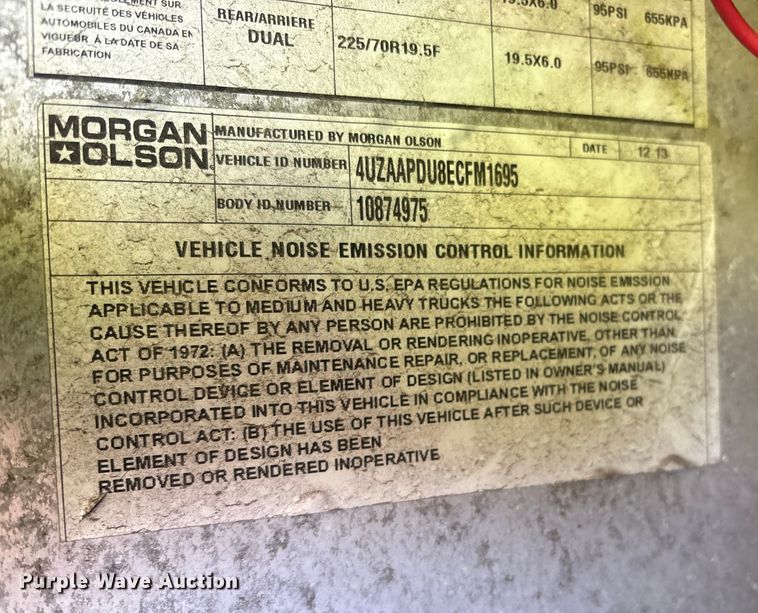 LA SECRUITÉ DES VÉHICLES
AUTOMOBILES DU CANADA EN
VIGUEUR À LA DATE DE SA
FABRICATION
REAR/ARRIERE
DUAL
225/70R19.5F
19.5X6.0
95PSI 655KPA
19.5X6.0
95PSI 655KPA
MORGAN
OLSON
MANUFACTURED BY MORGAN OLSON
DATE 12 13
VEHICLE ID NUMBER 4UZAAPDU8ECFM1695
BODY ID NUMBER 10874975
VEHICLE NOISE EMISSION CONTROL INFORMATION
THIS VEHICLE CONFORMS TO U.S. EPA REGULATIONS FOR NOISE EMISSION
APPLICABLE TO MEDIUM AND HEAVY TRUCKS THE FOLLOWING ACTS OR THE
CAUSE THEREOF BY ANY PERSON ARE PROHIBITED BY THE NOISE CONTROL
ACT OF 1972: (A) THE REMOVAL OR RENDERING INOPERATIVE, OTHER THAN
FOR PURPOSES OF MAINTENANCE REPAIR, OR REPLACEMENT, OF ANY NOISE
CONTROL DEVICE OR ELEMENT OF DESIGN (LISTED IN OWNER'S MANUAL)
INCORPORATED INTO THIS VEHICLE IN COMPLIANCE WITH THE NOISE
CONTROL ACT: (B) THE USE OF THIS VEHICLE AFTER SUCH DEVICE OR
ELEMENT OF DESIGN HAS BEEN
REMOVED OR RENDERED INOPERATIVE
Purple Wave Auction